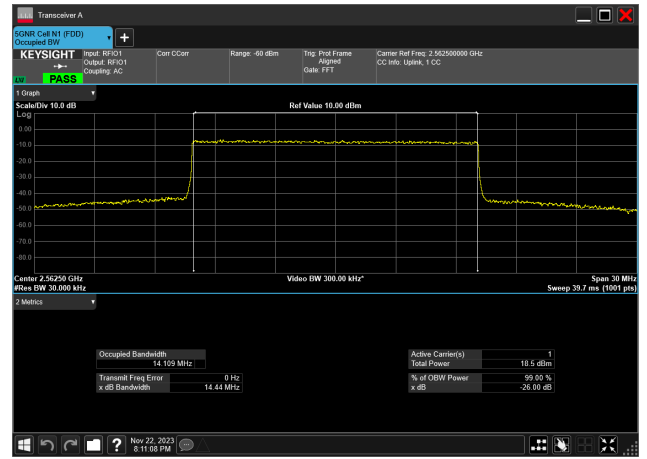 Transceiver A
5GNR Cell N1 (FDD)
Occupied BW
KEYSIGHT
PASS
Input: RFIO1
Output: RFIO1
Coupling: AC
Corr CCorr
Range: -60 dBm
Trig: Prot Frame
Aligned
Gate: FFT
Carrier Ref Freq: 2.562500000 GHz
CC Info: Uplink, 1 CC
1 Graph
Scale/Div 10.0 dB
Ref Value 10.00 dBm
Log
0.00
-10.0
-20.0
-30.0
-40.0
-50.0
-60.0
-70.0
-80.0
Center 2.56250 GHz
Video BW 300.00 kHz*
Span 30 MHz
#Res BW 30.000 kHz
Sweep 39.7 ms (1001 pts)
2 Metrics
Occupied Bandwidth
14.109 MHz
Active Carrier(s) 1
Total Power 18.5 dBm
Transmit Freq Error 0 Hz
x dB Bandwidth 14.44 MHz
% of OBW Power 99.00 %
x dB -26.00 dB
Nov 22, 2023
8:11:08 PM